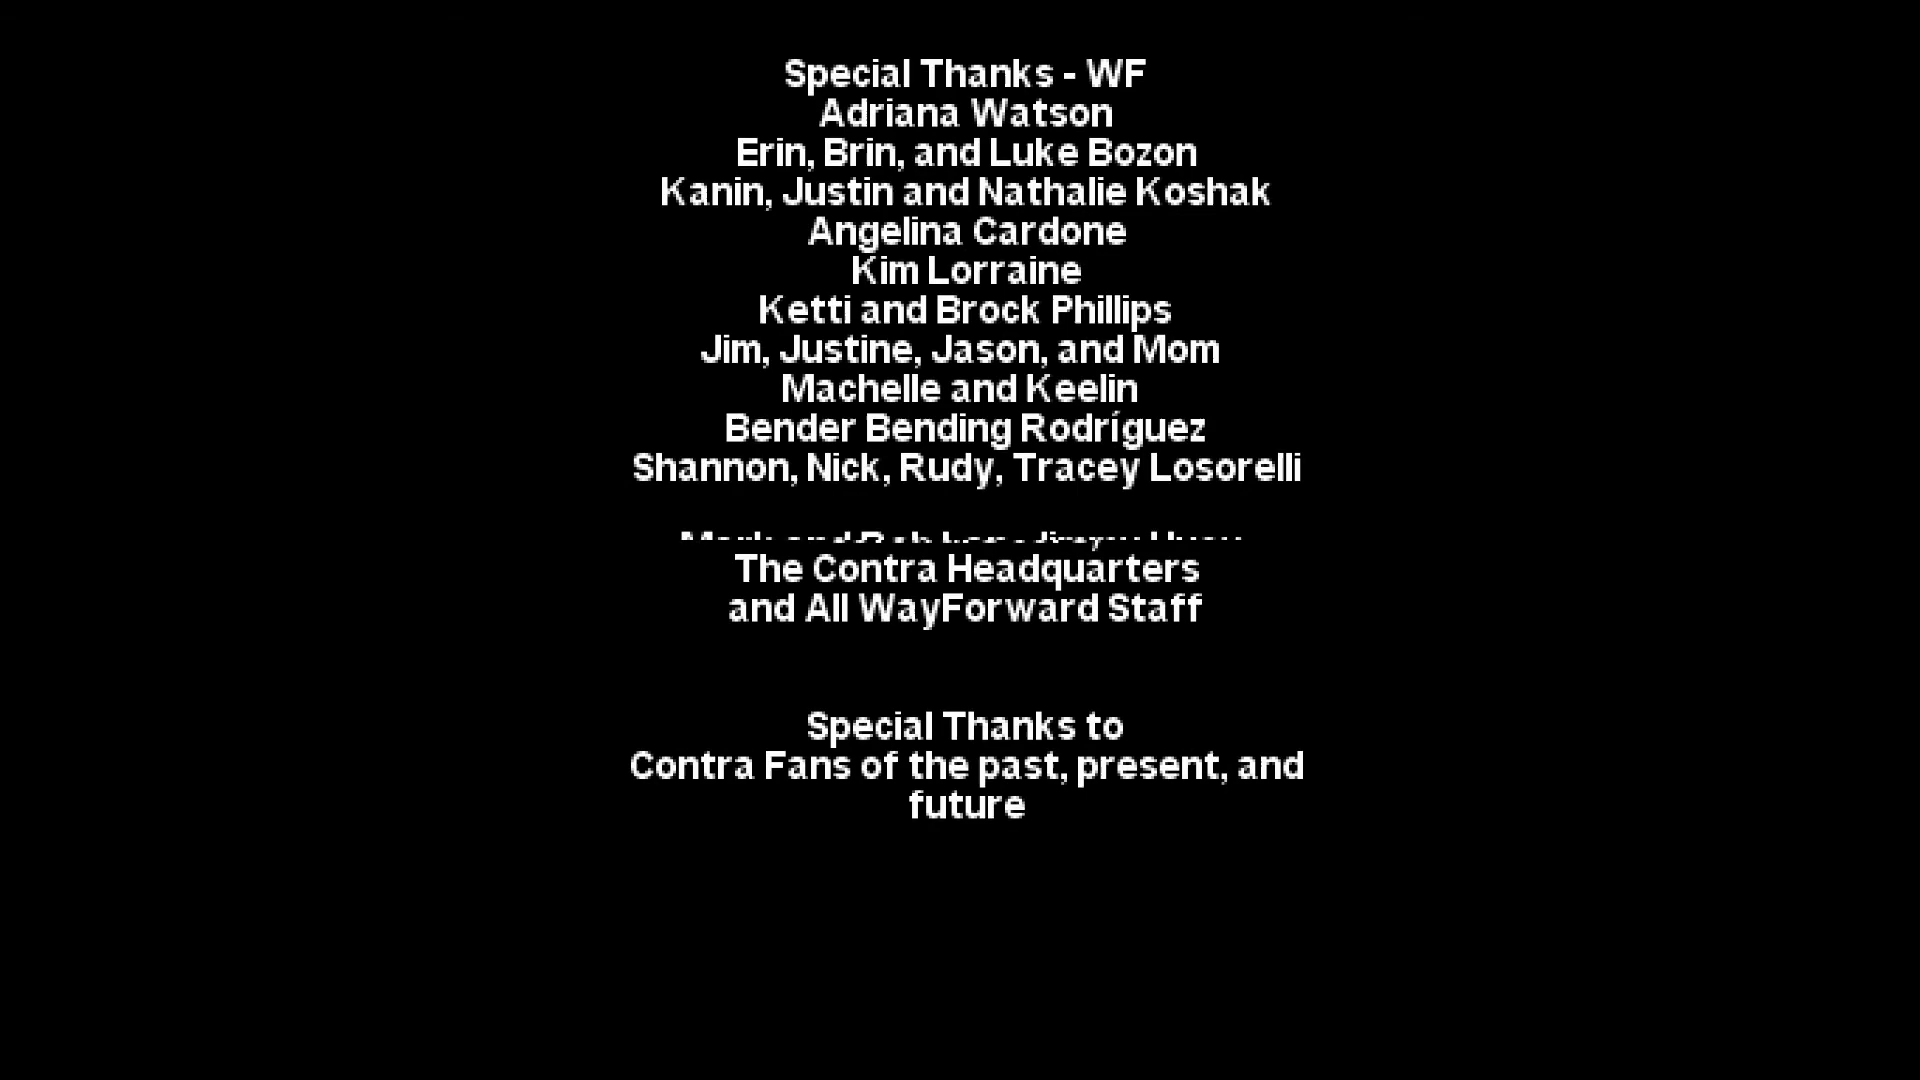 Special Thanks - WF
Adriana Watson
Erin, Brin, and Luke Bozon
Kanin, Justin and Nathalie Koshak
Angelina Cardone
Kim Lorraine
Ketti and Brock Phillips
Jim, Justine, Jason, and Mom
Machelle and Keelin
Bender Bending Rodríguez
Shannon, Nick, Rudy, Tracey Losorelli
The Contra Headquarters
and All WayForward Staff
Special Thanks to
Contra Fans of the past, present, and
future